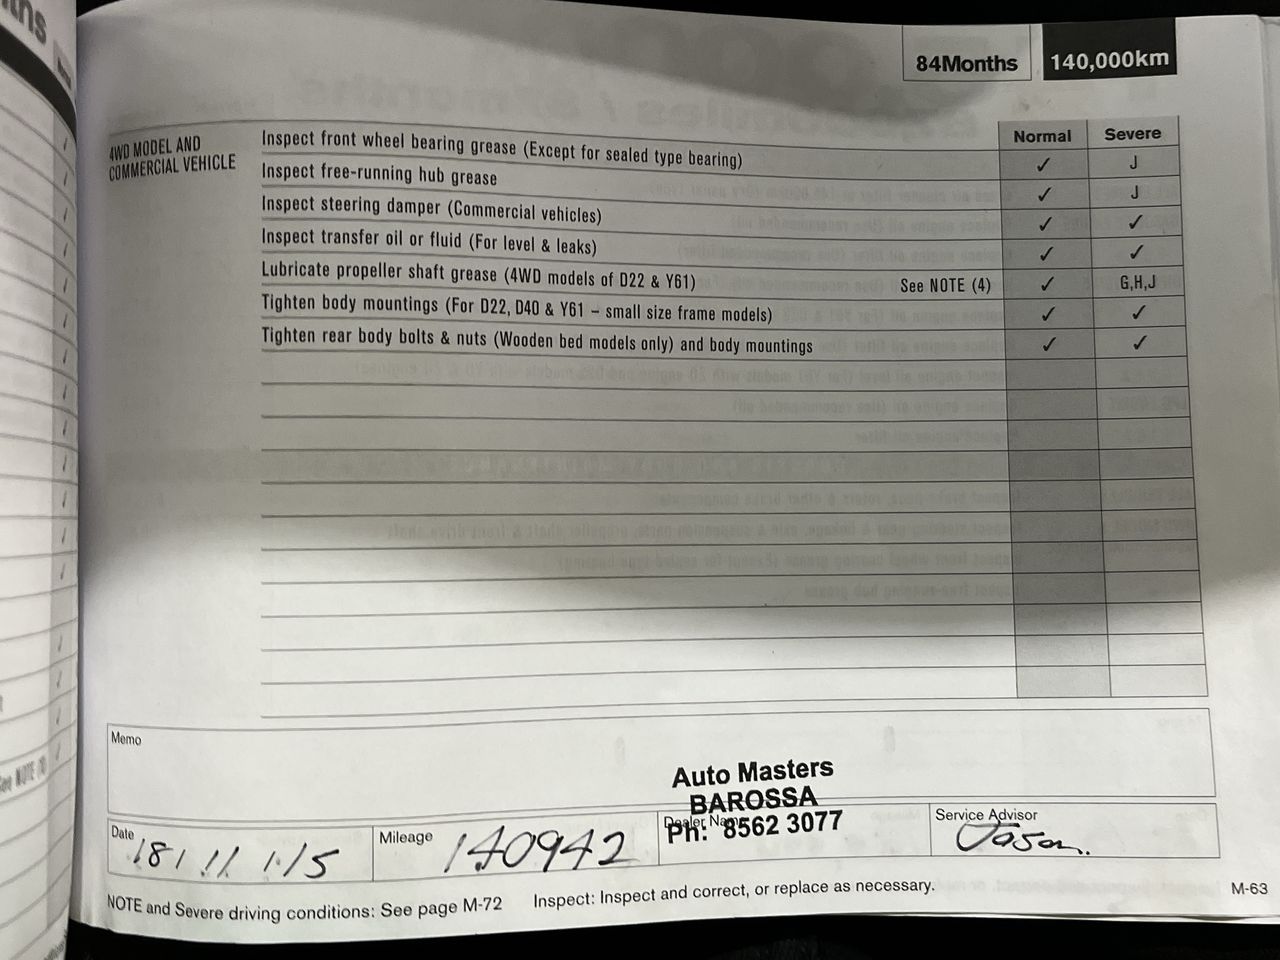 84Months 140,000km
Normal Severe
4WD MODEL AND
COMMERCIAL VEHICLE
Inspect front wheel bearing grease (Except for sealed type bearing) ✓ J
Inspect free-running hub grease ✓ J
Inspect steering damper (Commercial vehicles) ✓ ✓
Inspect transfer oil or fluid (For level & leaks) ✓ ✓
Lubricate propeller shaft grease (4WD models of D22 & Y61) See NOTE (4) ✓ G,H,J
Tighten body mountings (For D22, D40 & Y61 – small size frame models) ✓ ✓
Tighten rear body bolts & nuts (Wooden bed models only) and body mountings ✓ ✓
Memo
Auto Masters
BAROSSA
Ph: 8562 3077
Date 18/11/15
Mileage 140942
Dealer Name
Service Advisor
Jason.
NOTE and Severe driving conditions: See page M-72 Inspect: Inspect and correct, or replace as necessary.
M-63